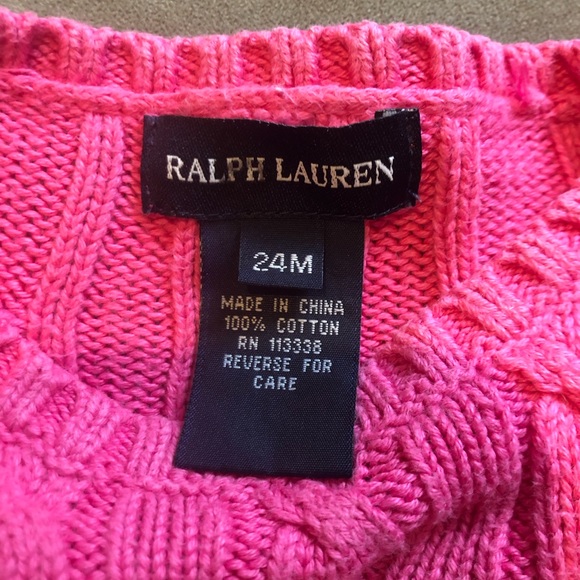 RALPH LAUREN
24M
MADE IN CHINA
100% COTTON
RN 113338
REVERSE FOR
CARE